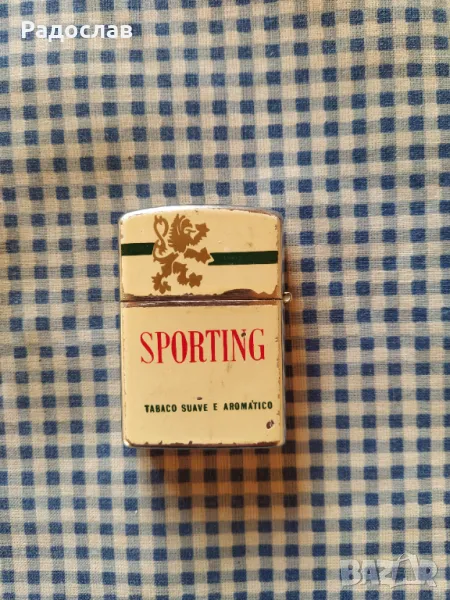 Радослав
SPORTING
TABACO SUAVE E AROMÁTICO
BAZAR